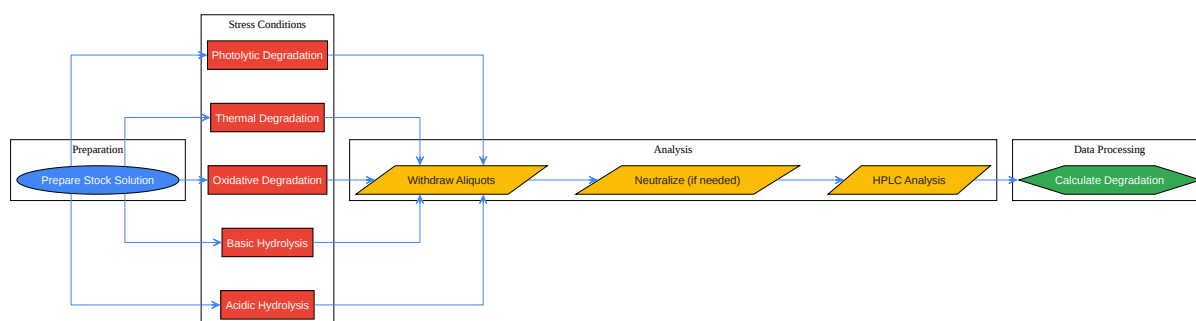 Stress Conditions
Photolytic Degradation
Thermal Degradation
Preparation
Prepare Stock Solution
Oxidative Degradation
Basic Hydrolysis
Acidic Hydrolysis
Analysis
Withdraw Aliquots
Neutralize (if needed)
HPLC Analysis
Data Processing
Calculate Degradation